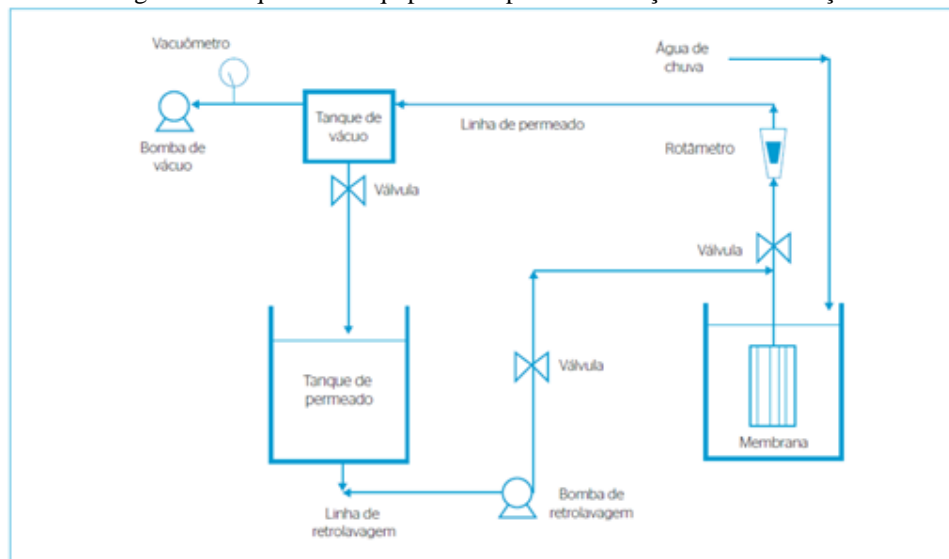 Vacuômetro
Água de
chuva
Tanque de
vácuo
Linha de permeado
Bomba de
vácuo
Rotâmetro
Válvula
Válvula
Válvula
Tanque de
permeado
Membrana
Linha de
retrolavagem
Bomba de
retrolavagem